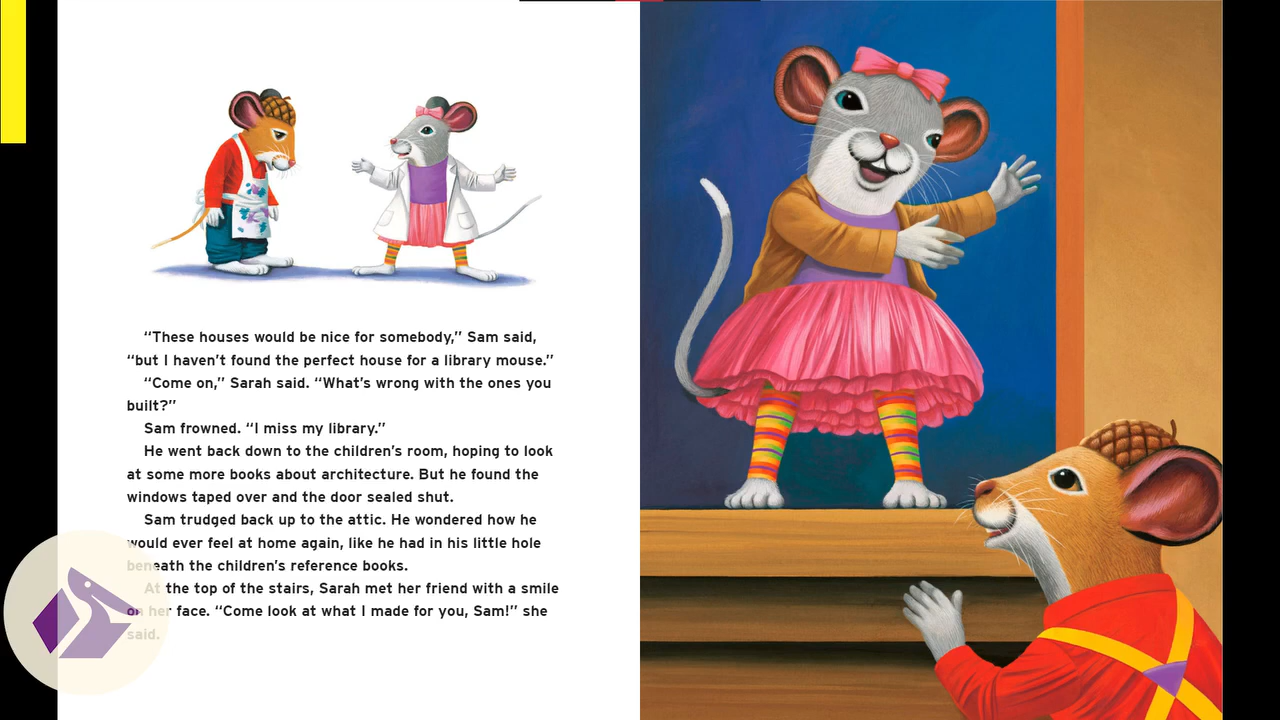 “These houses would be nice for somebody,” Sam said,
“but I haven’t found the perfect house for a library mouse.”
“Come on,” Sarah said. “What’s wrong with the ones you
built?”
Sam frowned. “I miss my library.”
He went back down to the children’s room, hoping to look
at some more books about architecture. But he found the
windows taped over and the door sealed shut.
Sam trudged back up to the attic. He wondered how he
would ever feel at home again, like he had in his little hole
beneath the children’s reference books.
At the top of the stairs, Sarah met her friend with a smile
on her face. “Come look at what I made for you, Sam!” she
said.